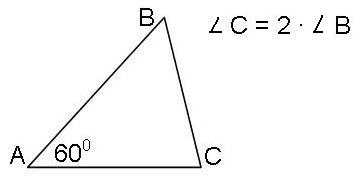 B ∠ C = 2 · ∠ B
A 60⁰ C